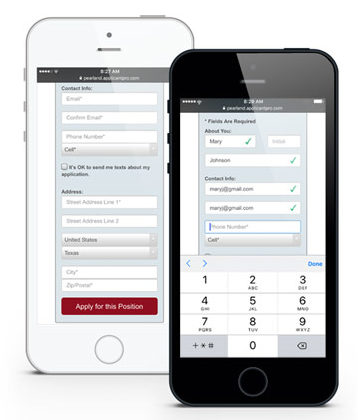 8:27 AM
pearland.applicantpro.com
Contact Info:
Email*
Confirm Email*
Phone Number*
Cell*
It's OK to send me texts about my
application.
Address:
Street Address Line 1*
Street Address Line 2
United States
Texas
City*
Zip/Postal*
Apply for this Position
8:29 AM
pearland.applicantpro.com
* Fields Are Required
About You:
Mary
Initial
Johnson
Contact Info:
maryj@gmail.com
maryj@gmail.com
Phone Number*
Cell*
Done
1 2 3
ABC DEF
4 5 6
GHI JKL MNO
7 8 9
PQRS TUV WXYZ
+ * # 0